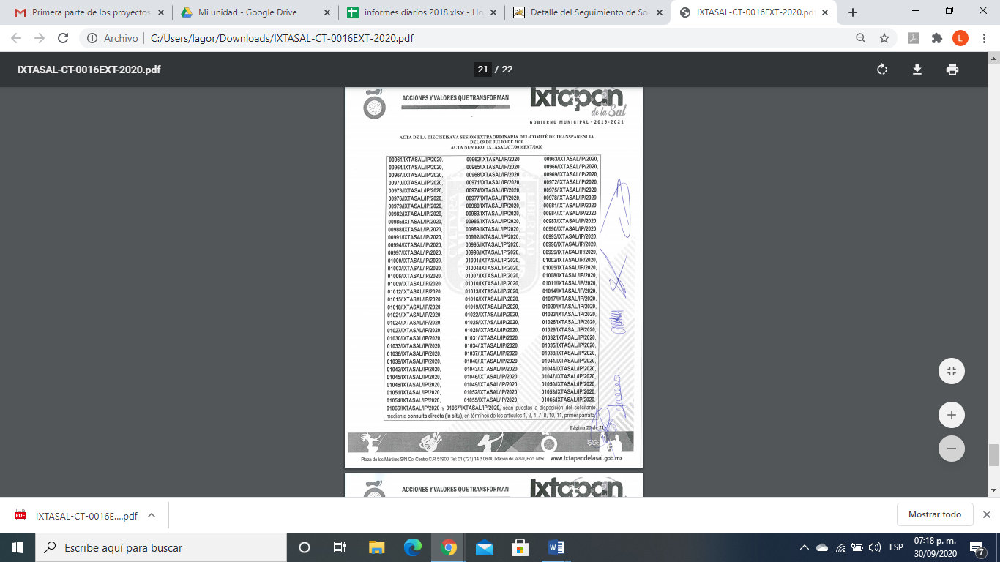 Primera parte de los proyectos
Mi unidad - Google Drive
informes diarios 2018.xlsx - Ho
Detalle del Seguimiento de Sol
IXTASAL-CT-0016EXT-2020.pdf
Archivo C:/Users/lagor/Downloads/IXTASAL-CT-0016EXT-2020.pdf
L
IXTASAL-CT-0016EXT-2020.pdf
21 / 22
ACCIONES Y VALORES QUE TRANSFORMAN
Ixtapan
de la Sal
GOBIERNO MUNICIPAL - 2019-2021
ACTA DE LA DIECISEISAVA SESIÓN EXTRAORDINARIA DEL COMITÉ DE TRANSPARENCIA
DEL 09 DE JULIO DE 2020
ACTA NUMERO: IXTASAL/CT/0016EXT/2020
00961/IXTASAL/IP/2020, 00962/IXTASAL/IP/2020, 00963/IXTASAL/IP/2020,
00964/IXTASAL/IP/2020, 00965/IXTASAL/IP/2020, 00966/IXTASAL/IP/2020,
00967/IXTASAL/IP/2020, 00968/IXTASAL/IP/2020, 00969/IXTASAL/IP/2020,
00970/IXTASAL/IP/2020, 00971/IXTASAL/IP/2020, 00972/IXTASAL/IP/2020,
00973/IXTASAL/IP/2020, 00974/IXTASAL/IP/2020, 00975/IXTASAL/IP/2020,
00976/IXTASAL/IP/2020, 00977/IXTASAL/IP/2020, 00978/IXTASAL/IP/2020,
00979/IXTASAL/IP/2020, 00980/IXTASAL/IP/2020, 00981/IXTASAL/IP/2020,
00982/IXTASAL/IP/2020, 00983/IXTASAL/IP/2020, 00984/IXTASAL/IP/2020,
00985/IXTASAL/IP/2020, 00986/IXTASAL/IP/2020, 00987/IXTASAL/IP/2020,
00988/IXTASAL/IP/2020, 00989/IXTASAL/IP/2020, 00990/IXTASAL/IP/2020,
00991/IXTASAL/IP/2020, 00992/IXTASAL/IP/2020, 00993/IXTASAL/IP/2020,
00994/IXTASAL/IP/2020, 00995/IXTASAL/IP/2020, 00996/IXTASAL/IP/2020,
00997/IXTASAL/IP/2020, 00998/IXTASAL/IP/2020, 00999/IXTASAL/IP/2020,
01000/IXTASAL/IP/2020, 01001/IXTASAL/IP/2020, 01002/IXTASAL/IP/2020,
01003/IXTASAL/IP/2020, 01004/IXTASAL/IP/2020, 01005/IXTASAL/IP/2020,
01006/IXTASAL/IP/2020, 01007/IXTASAL/IP/2020, 01008/IXTASAL/IP/2020,
01009/IXTASAL/IP/2020, 01010/IXTASAL/IP/2020, 01011/IXTASAL/IP/2020,
01012/IXTASAL/IP/2020, 01013/IXTASAL/IP/2020, 01014/IXTASAL/IP/2020,
01015/IXTASAL/IP/2020, 01016/IXTASAL/IP/2020, 01017/IXTASAL/IP/2020,
01018/IXTASAL/IP/2020, 01019/IXTASAL/IP/2020, 01020/IXTASAL/IP/2020,
01021/IXTASAL/IP/2020, 01022/IXTASAL/IP/2020, 01023/IXTASAL/IP/2020,
01024/IXTASAL/IP/2020, 01025/IXTASAL/IP/2020, 01026/IXTASAL/IP/2020,
01027/IXTASAL/IP/2020, 01028/IXTASAL/IP/2020, 01029/IXTASAL/IP/2020,
01030/IXTASAL/IP/2020, 01031/IXTASAL/IP/2020, 01032/IXTASAL/IP/2020,
01033/IXTASAL/IP/2020, 01034/IXTASAL/IP/2020, 01035/IXTASAL/IP/2020,
01036/IXTASAL/IP/2020, 01037/IXTASAL/IP/2020, 01038/IXTASAL/IP/2020,
01039/IXTASAL/IP/2020, 01040/IXTASAL/IP/2020, 01041/IXTASAL/IP/2020,
01042/IXTASAL/IP/2020, 01043/IXTASAL/IP/2020, 01044/IXTASAL/IP/2020,
01045/IXTASAL/IP/2020, 01046/IXTASAL/IP/2020, 01047/IXTASAL/IP/2020,
01048/IXTASAL/IP/2020, 01049/IXTASAL/IP/2020, 01050/IXTASAL/IP/2020,
01051/IXTASAL/IP/2020, 01052/IXTASAL/IP/2020, 01053/IXTASAL/IP/2020,
01054/IXTASAL/IP/2020, 01055/IXTASAL/IP/2020, 01065/IXTASAL/IP/2020,
01066/IXTASAL/IP/2020 y 01067/IXTASAL/IP/2020, sean puestas a disposición del solicitante
mediante consulta directa (in situ), en términos de los articulos 1, 2, 4, 7, 8, 10, 11, primer párrafo,
CVLTVRA
LIBERTAD
Página 20 de 21
Plaza de los Mártires S/N Col Centro C.P. 51900 Tel: 01 (721) 14 3 06 00 Ixtapan de la Sal, Edo. Mex. www.ixtapandelasal.gob.mx
ACCIONES Y VALORES QUE TRANSFORMAN
Ixtapan
IXTASAL-CT-0016E....pdf
Mostrar todo
Escribe aquí para buscar
ESP
07:18 p. m.
30/09/2020
7